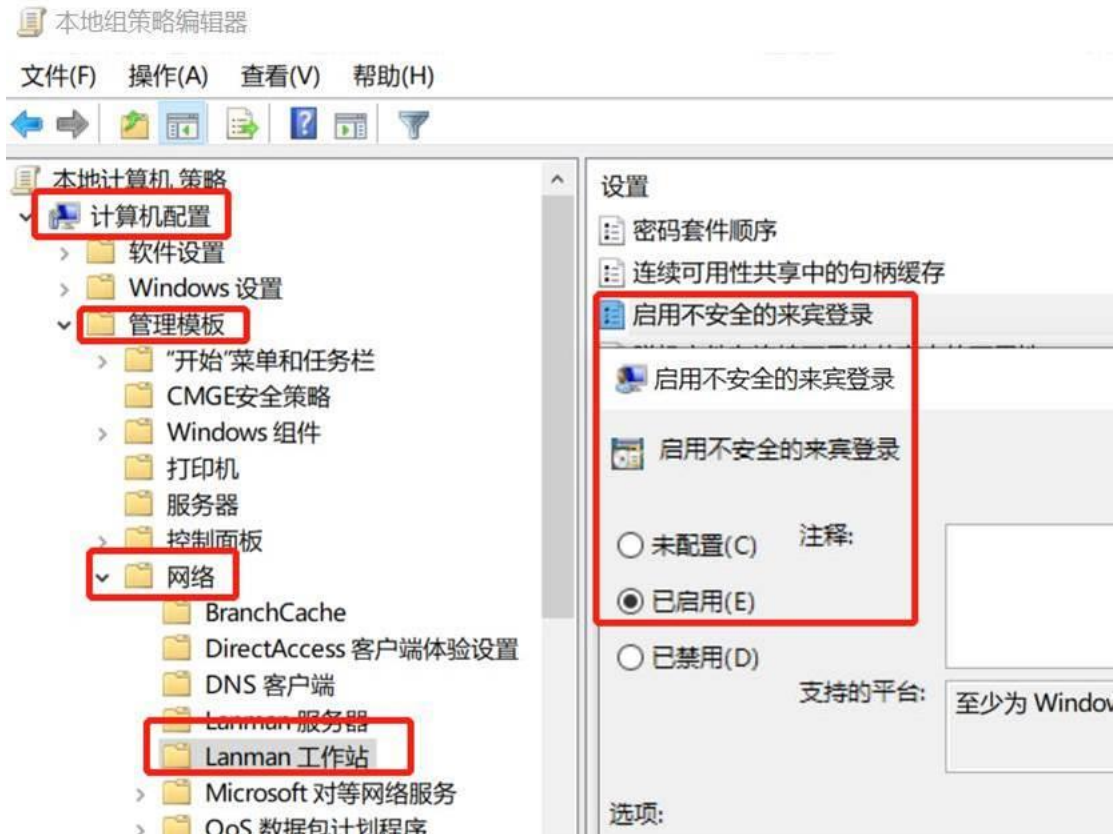 本地组策略编辑器
文件(F) 操作(A) 查看(V) 帮助(H)
本地计算机 策略
计算机配置
软件设置
Windows 设置
管理模板
"开始"菜单和任务栏
CMGE安全策略
Windows 组件
打印机
服务器
控制面板
网络
BranchCache
DirectAccess 客户端体验设置
DNS 客户端
Lanman 服务器
Lanman 工作站
Microsoft 对等网络服务
QoS 数据包计划程序
设置
密码套件顺序
连续可用性共享中的句柄缓存
启用不安全的来宾登录
启用不安全的来宾登录
启用不安全的来宾登录
未配置(C) 注释:
已启用(E)
已禁用(D)
支持的平台: 至少为 Window
选项: